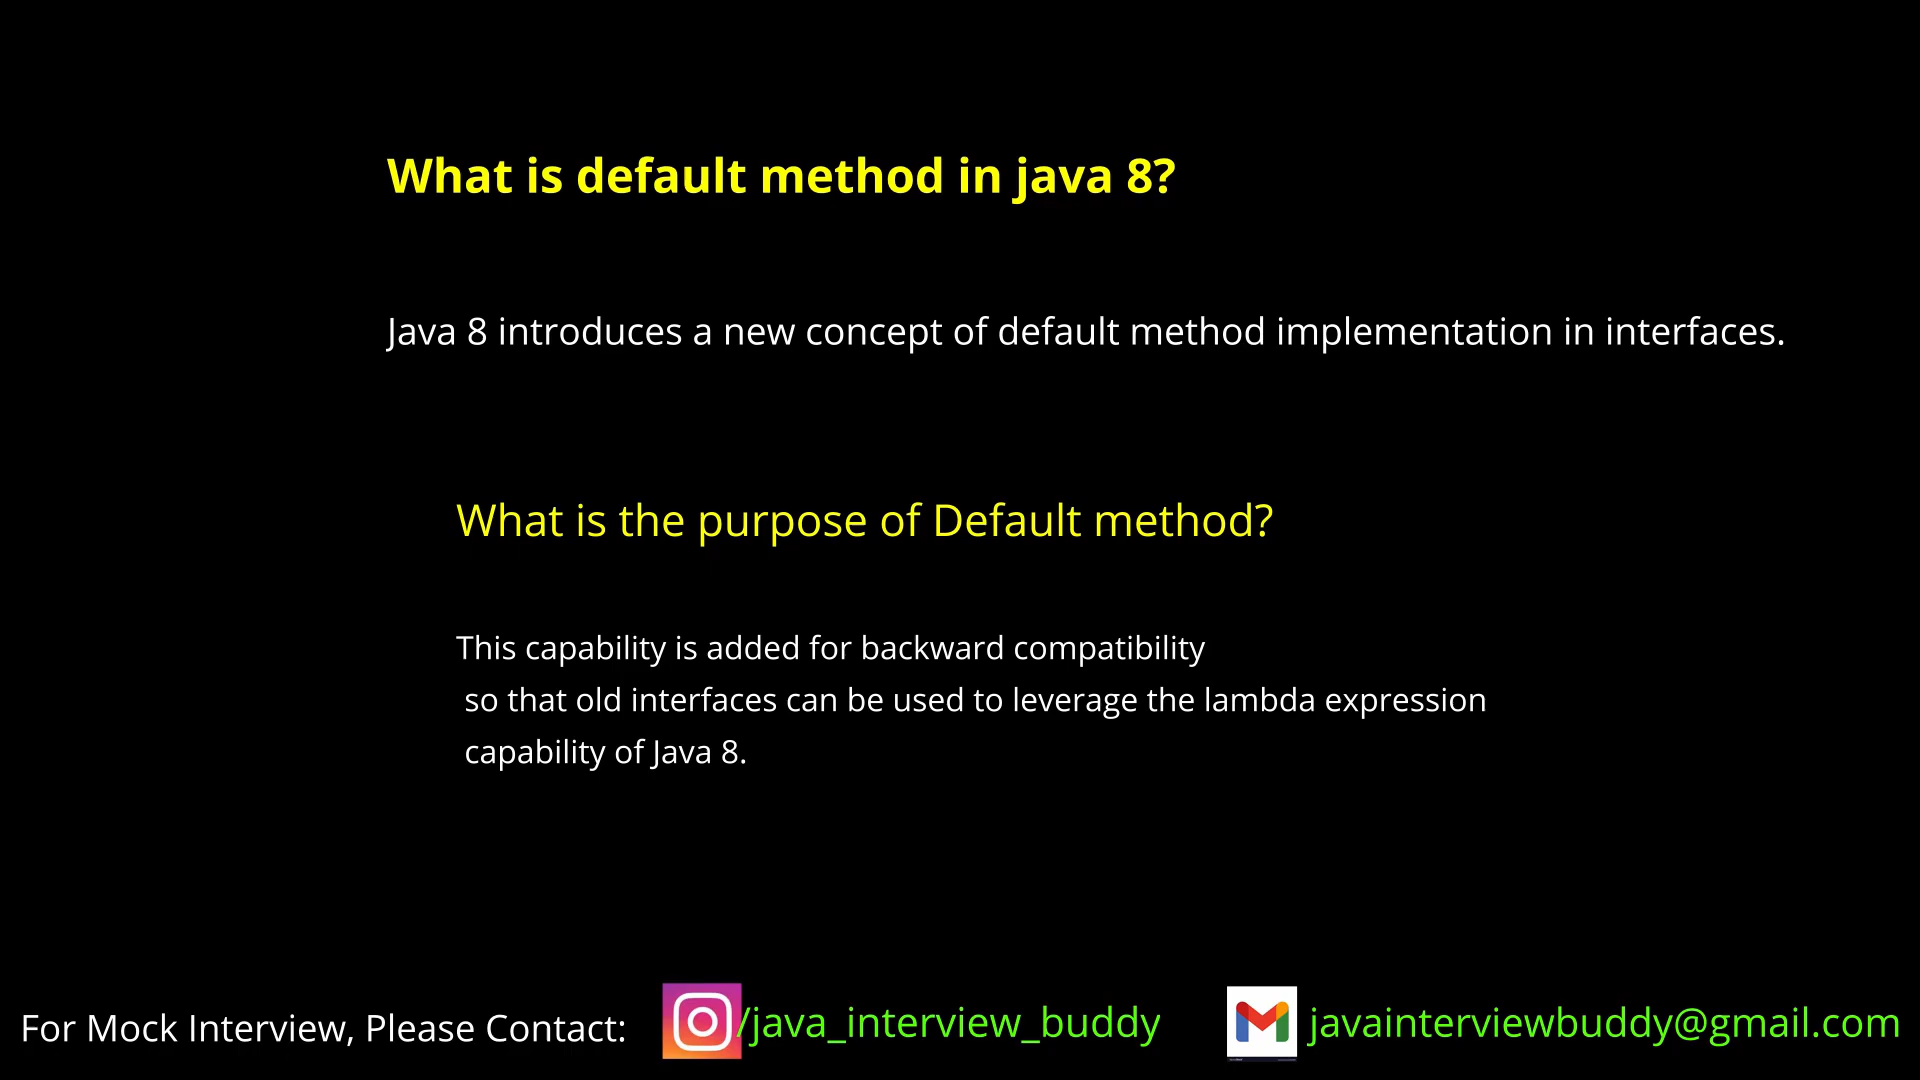 What is default method in java 8?
Java 8 introduces a new concept of default method implementation in interfaces.
What is the purpose of Default method?
This capability is added for backward compatibility
so that old interfaces can be used to leverage the lambda expression
capability of Java 8.
For Mock Interview, Please Contact: /java_interview_buddy javainterviewbuddy@gmail.com